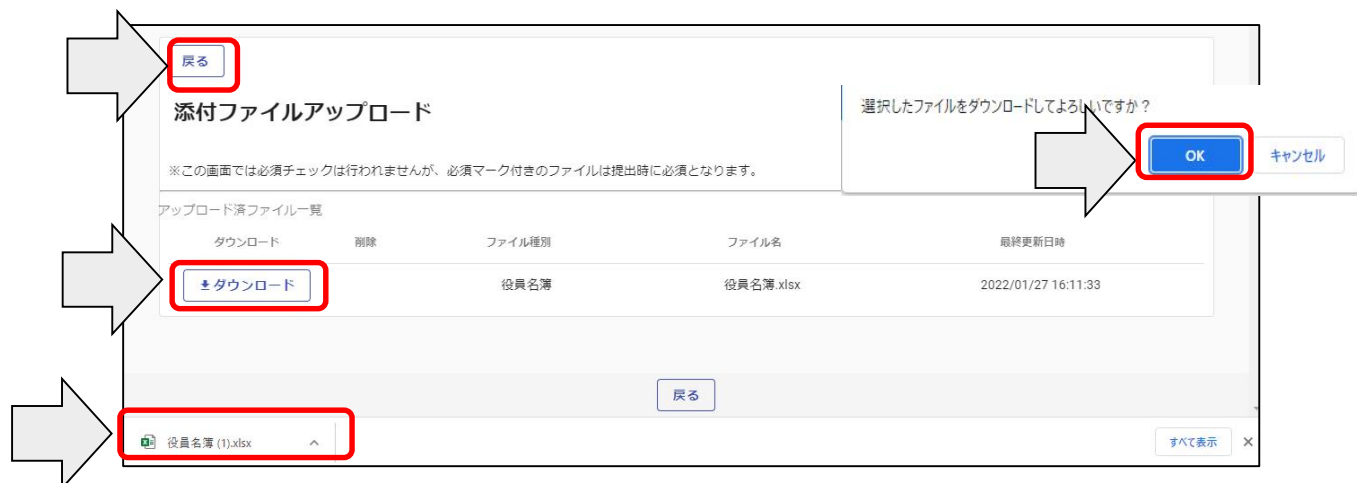 戻る
添付ファイルアップロード
選択したファイルをダウンロードしてよろしいですか?
OK
キャンセル
※この画面では必須チェックは行われませんが、必須マーク付きのファイルは提出時に必須となります。
アップロード済ファイル一覧
ダウンロード 削除 ファイル種別 ファイル名 最終更新日時
ダウンロード 役員名簿 役員名簿.xlsx 2022/01/27 16:11:33
戻る
役員名簿 (1).xlsx
すべて表示